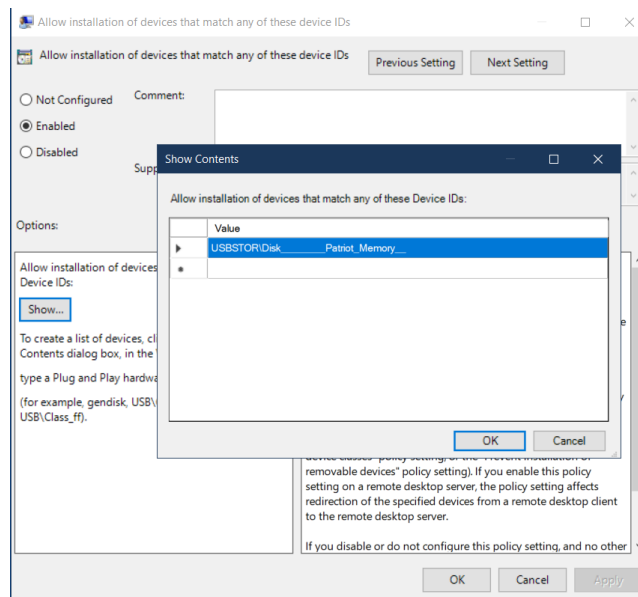 Allow installation of devices that match any of these device IDs
Allow installation of devices that match any of these device IDs
Previous Setting
Next Setting
Not Configured
Comment:
Enabled
Disabled
Supp
Show Contents
Allow installation of devices that match any of these Device IDs:
Value
USBSTOR\Disk________Patriot_Memory__
OK
Cancel
Options:
Allow installation of devices
Device IDs:
Show...
To create a list of devices, cli
Contents dialog box, in the
type a Plug and Play hardwa
(for example, gendisk, USB\
USB\Class_ff).
device classes" policy setting, or the "Prevent installation of
removable devices" policy setting). If you enable this policy
setting on a remote desktop server, the policy setting affects
redirection of the specified devices from a remote desktop client
to the remote desktop server.
If you disable or do not configure this policy setting, and no other
OK
Cancel
Apply